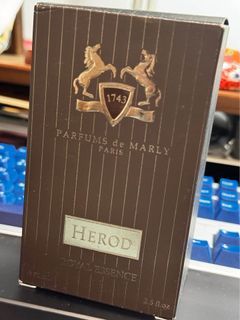 1743
PARFUMS de MARLY
PARIS
HEROD
ROYAL ESSENCE
2.5 fl.oz